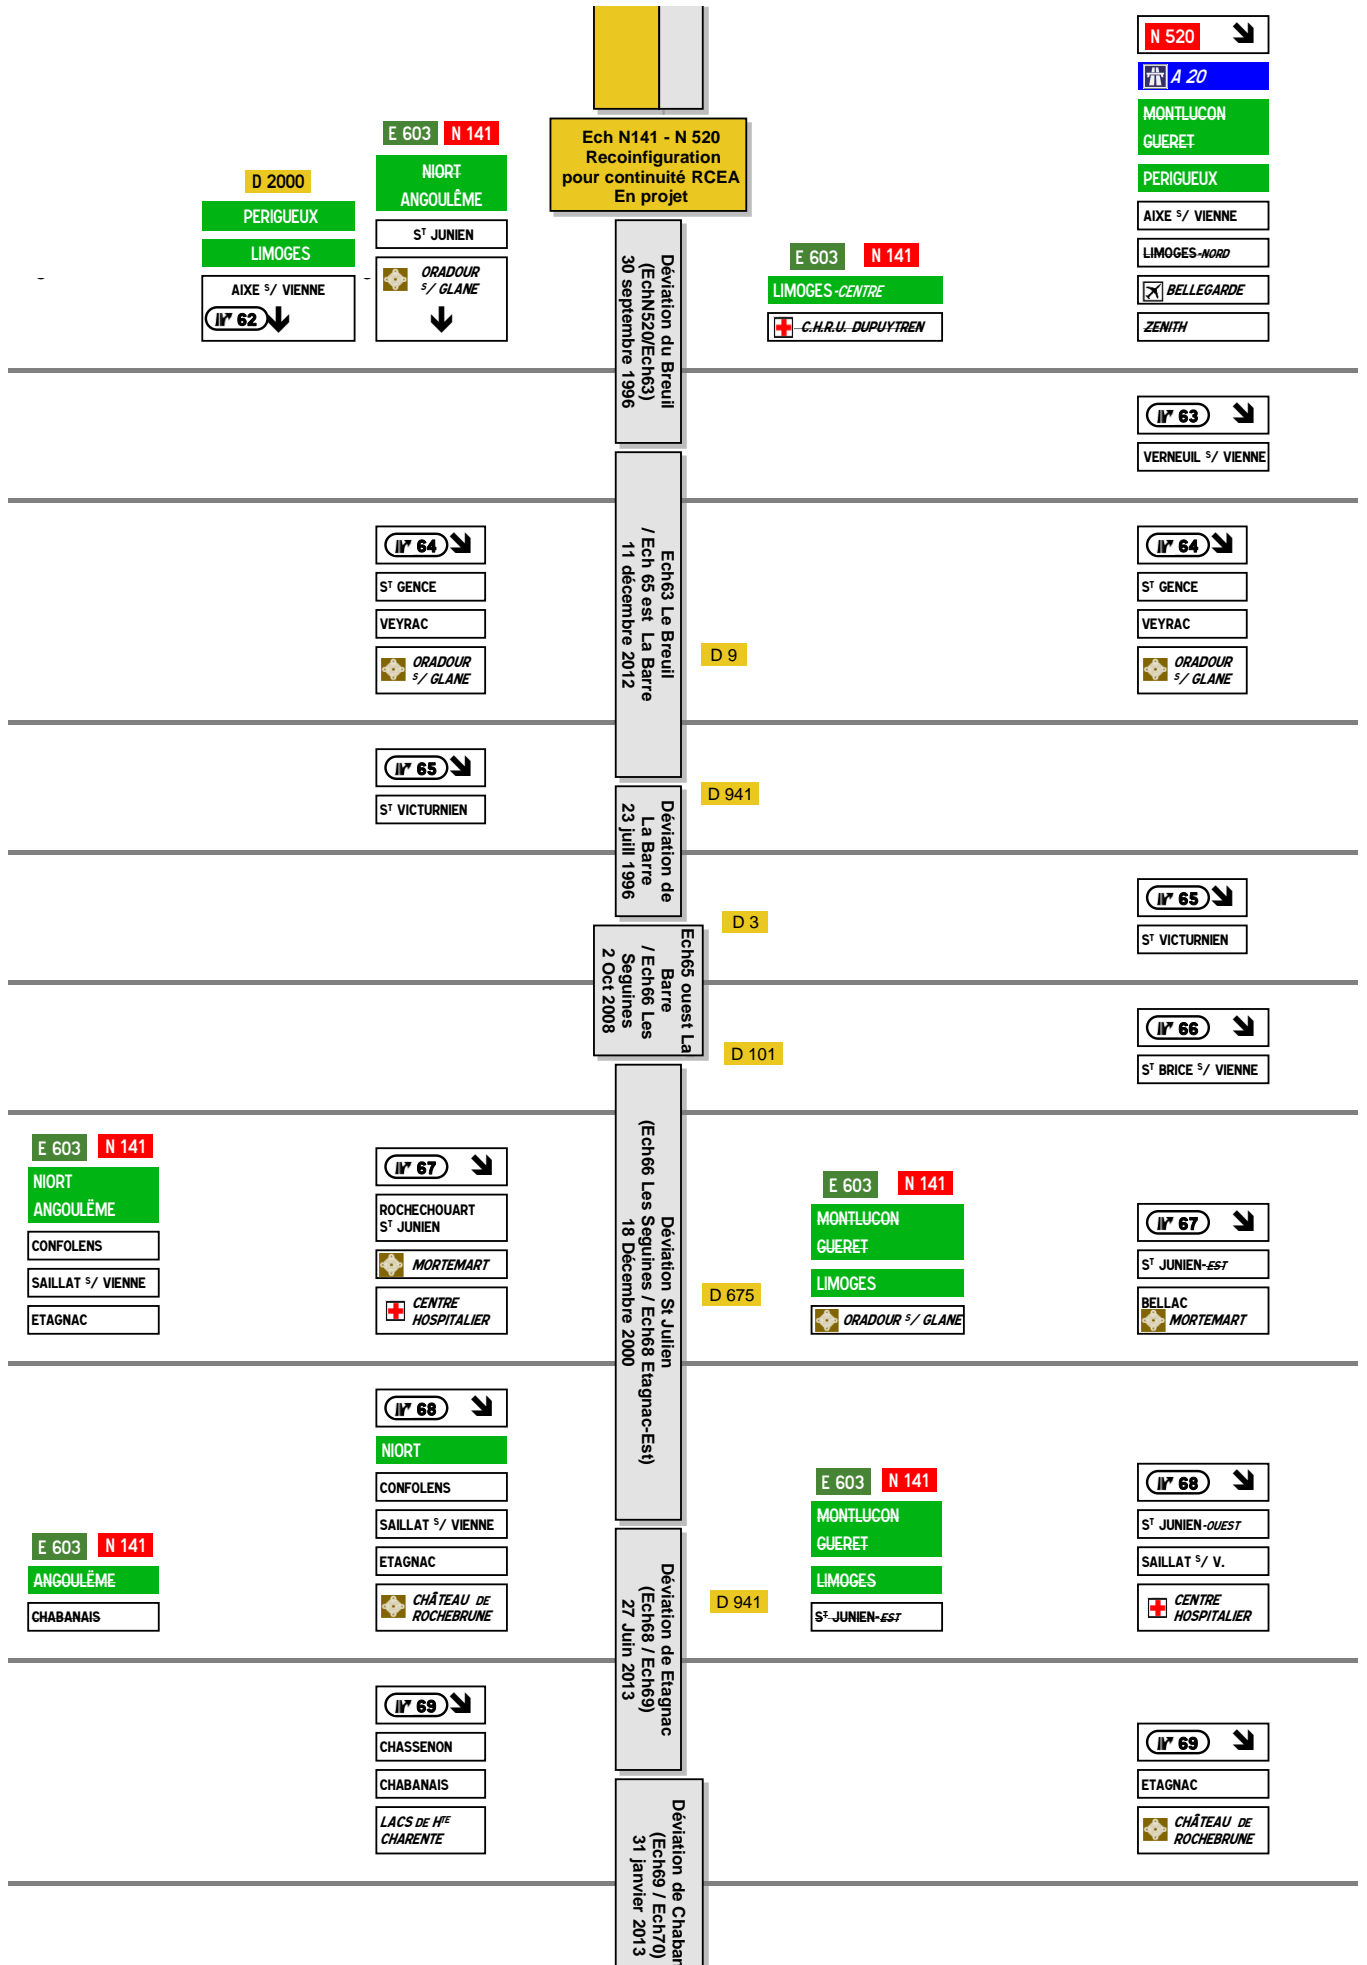 N 520
A 20
MONTLUCON
GUERET
PERIGUEUX
AIXE S/ VIENNE
LIMOGES-NORD
BELLEGARDE
ZENITH
E 603 N 141
NIORT
ANGOULÊME
ST JUNIEN
ORADOUR
S/ GLANE
D 2000
PERIGUEUX
LIMOGES
AIXE S/ VIENNE
62
Ech N141 - N 520
Recoinfiguration
pour continuité RCEA
En projet
Déviation du Breuil
(EchN520/Ech63)
30 septembre 1996
E 603 N 141
LIMOGES-CENTRE
C.H.R.U. DUPUYTREN
63
VERNEUIL S/ VIENNE
64
ST GENCE
VEYRAC
ORADOUR
S/ GLANE
Ech63 Le Breuil
/ Ech 65 est La Barre
11 décembre 2012
D 9
64
ST GENCE
VEYRAC
ORADOUR
S/ GLANE
65
ST VICTURNIEN
D 941
Déviation de
La Barre
23 juill 1996
D 3
65
ST VICTURNIEN
Ech65 ouest La
Barre
/ Ech66 Les
Seguines
2 Oct 2008
D 101
66
ST BRICE S/ VIENNE
E 603 N 141
NIORT
ANGOULËME
CONFOLENS
SAILLAT S/ VIENNE
ETAGNAC
67
ROCHECHOUART
ST JUNIEN
MORTEMART
CENTRE
HOSPITALIER
Déviation St Julien
(Ech66 Les Seguines / Ech68 Etagnac-Est)
18 Décembre 2000
D 675
E 603 N 141
MONTLUCON
GUERET
LIMOGES
ORADOUR S/ GLANE
67
ST JUNIEN-EST
BELLAC
MORTEMART
68
NIORT
CONFOLENS
SAILLAT S/ VIENNE
ETAGNAC
CHÂTEAU DE
ROCHEBRUNE
E 603 N 141
ANGOULËME
CHABANAIS
Déviation de Etagnac
(Ech68 / Ech69)
27 Juin 2013
D 941
E 603 N 141
MONTLUCON
GUERET
LIMOGES
ST JUNIEN-EST
68
ST JUNIEN-OUEST
SAILLAT S/ V.
CENTRE
HOSPITALIER
69
CHASSENON
CHABANAIS
LACS DE HTE
CHARENTE
Déviation de Chaban
(Ech69 / Ech70)
31 janvier 2013
69
ETAGNAC
CHÂTEAU DE
ROCHEBRUNE